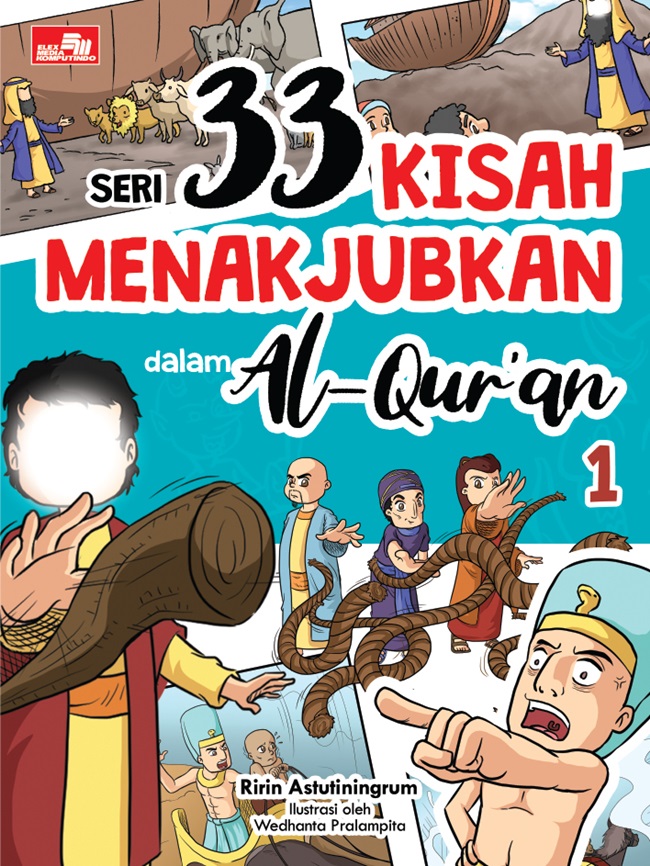 ELEX
MEDIA
KOMPUTINDO
SERI 33 KISAH
MENAKJUBKAN
dalam Al-Qur'an
1
Ririn Astutiningrum
Ilustrasi oleh
Wedhanta Pralampita